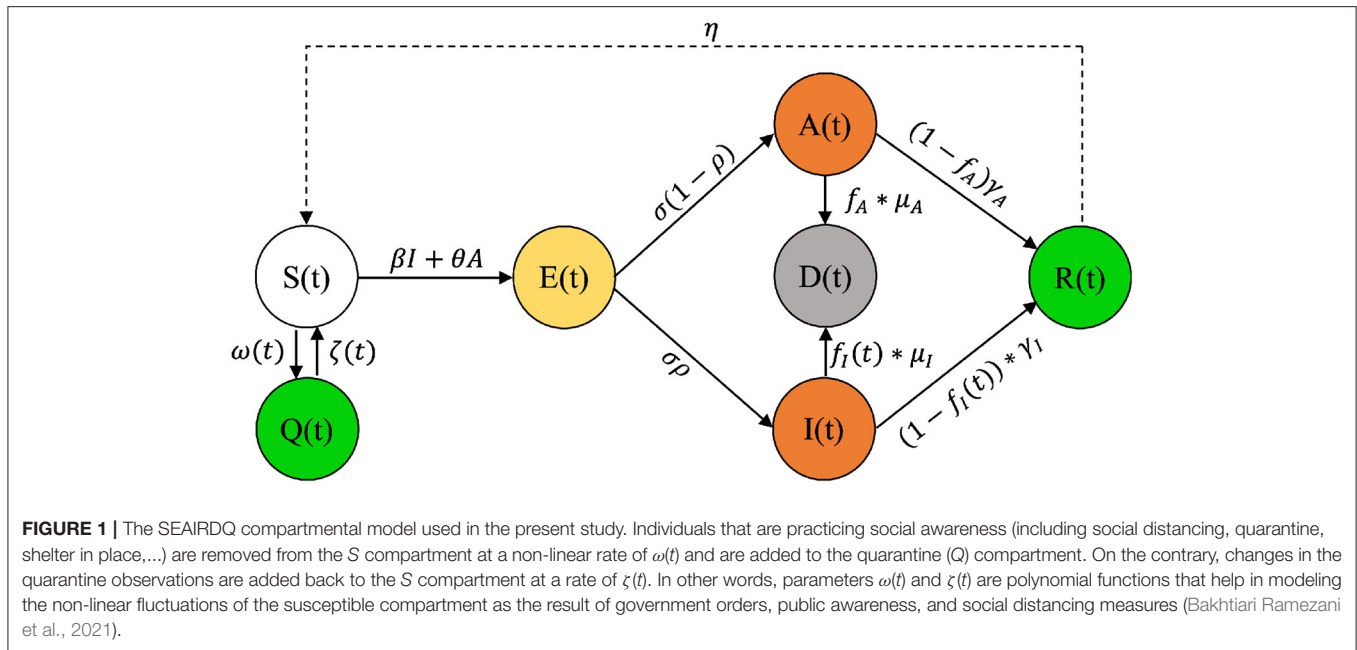 η
A(t)
σ(1 − ρ)
(1 − f_A)γ_A
f_A * μ_A
S(t)
βI + θA
E(t)
D(t)
R(t)
ω(t)
ζ(t)
σρ
f_I(t) * μ_I
(1 − f_I(t)) * γ_I
Q(t)
I(t)
FIGURE 1 | The SEAIRDQ compartmental model used in the present study. Individuals that are practicing social awareness (including social distancing, quarantine,
shelter in place,...) are removed from the S compartment at a non-linear rate of ω(t) and are added to the quarantine (Q) compartment. On the contrary, changes in the
quarantine observations are added back to the S compartment at a rate of ζ(t). In other words, parameters ω(t) and ζ(t) are polynomial functions that help in modeling
the non-linear fluctuations of the susceptible compartment as the result of government orders, public awareness, and social distancing measures (Bakhtiari Ramezani
et al., 2021).